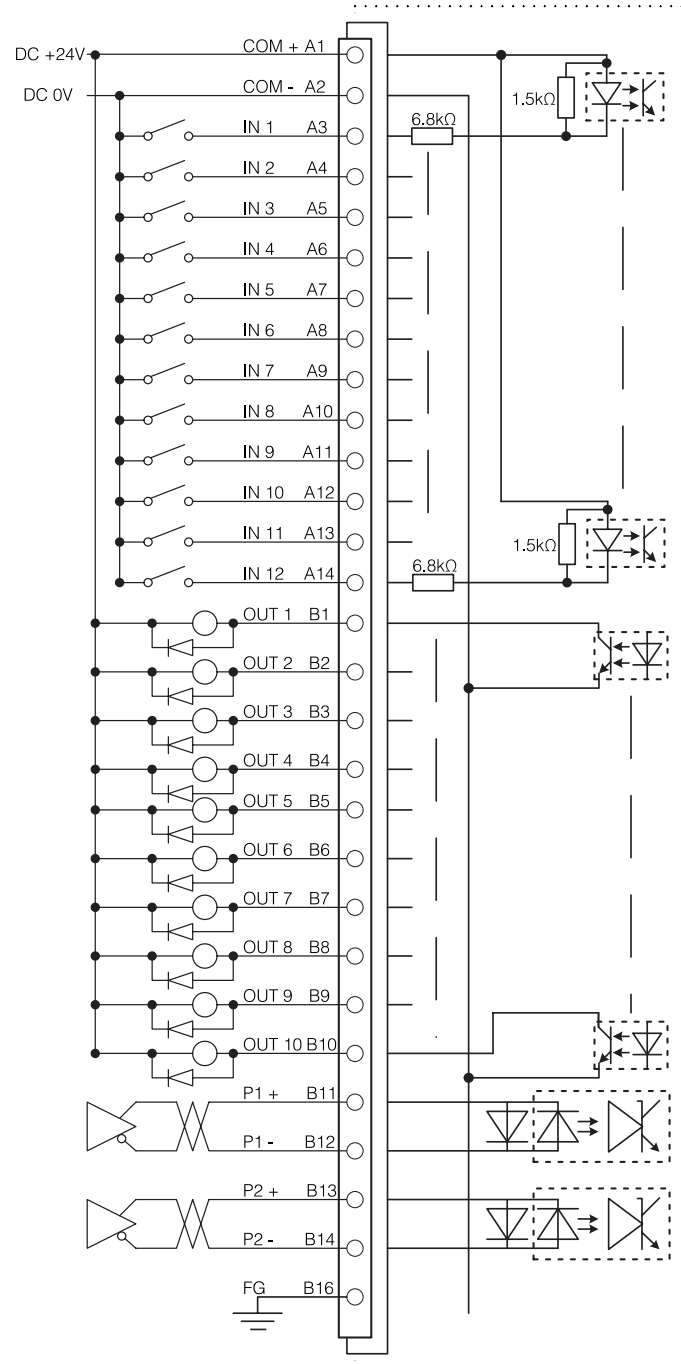 DC +24V COM + A1
DC 0V COM - A2
1.5kΩ
6.8kΩ
IN 1 A3
IN 2 A4
IN 3 A5
IN 4 A6
IN 5 A7
IN 6 A8
IN 7 A9
IN 8 A10
IN 9 A11
IN 10 A12
IN 11 A13
1.5kΩ
6.8kΩ
IN 12 A14
OUT 1 B1
OUT 2 B2
OUT 3 B3
OUT 4 B4
OUT 5 B5
OUT 6 B6
OUT 7 B7
OUT 8 B8
OUT 9 B9
OUT 10 B10
P1 + B11
P1 - B12
P2 + B13
P2 - B14
FG B16